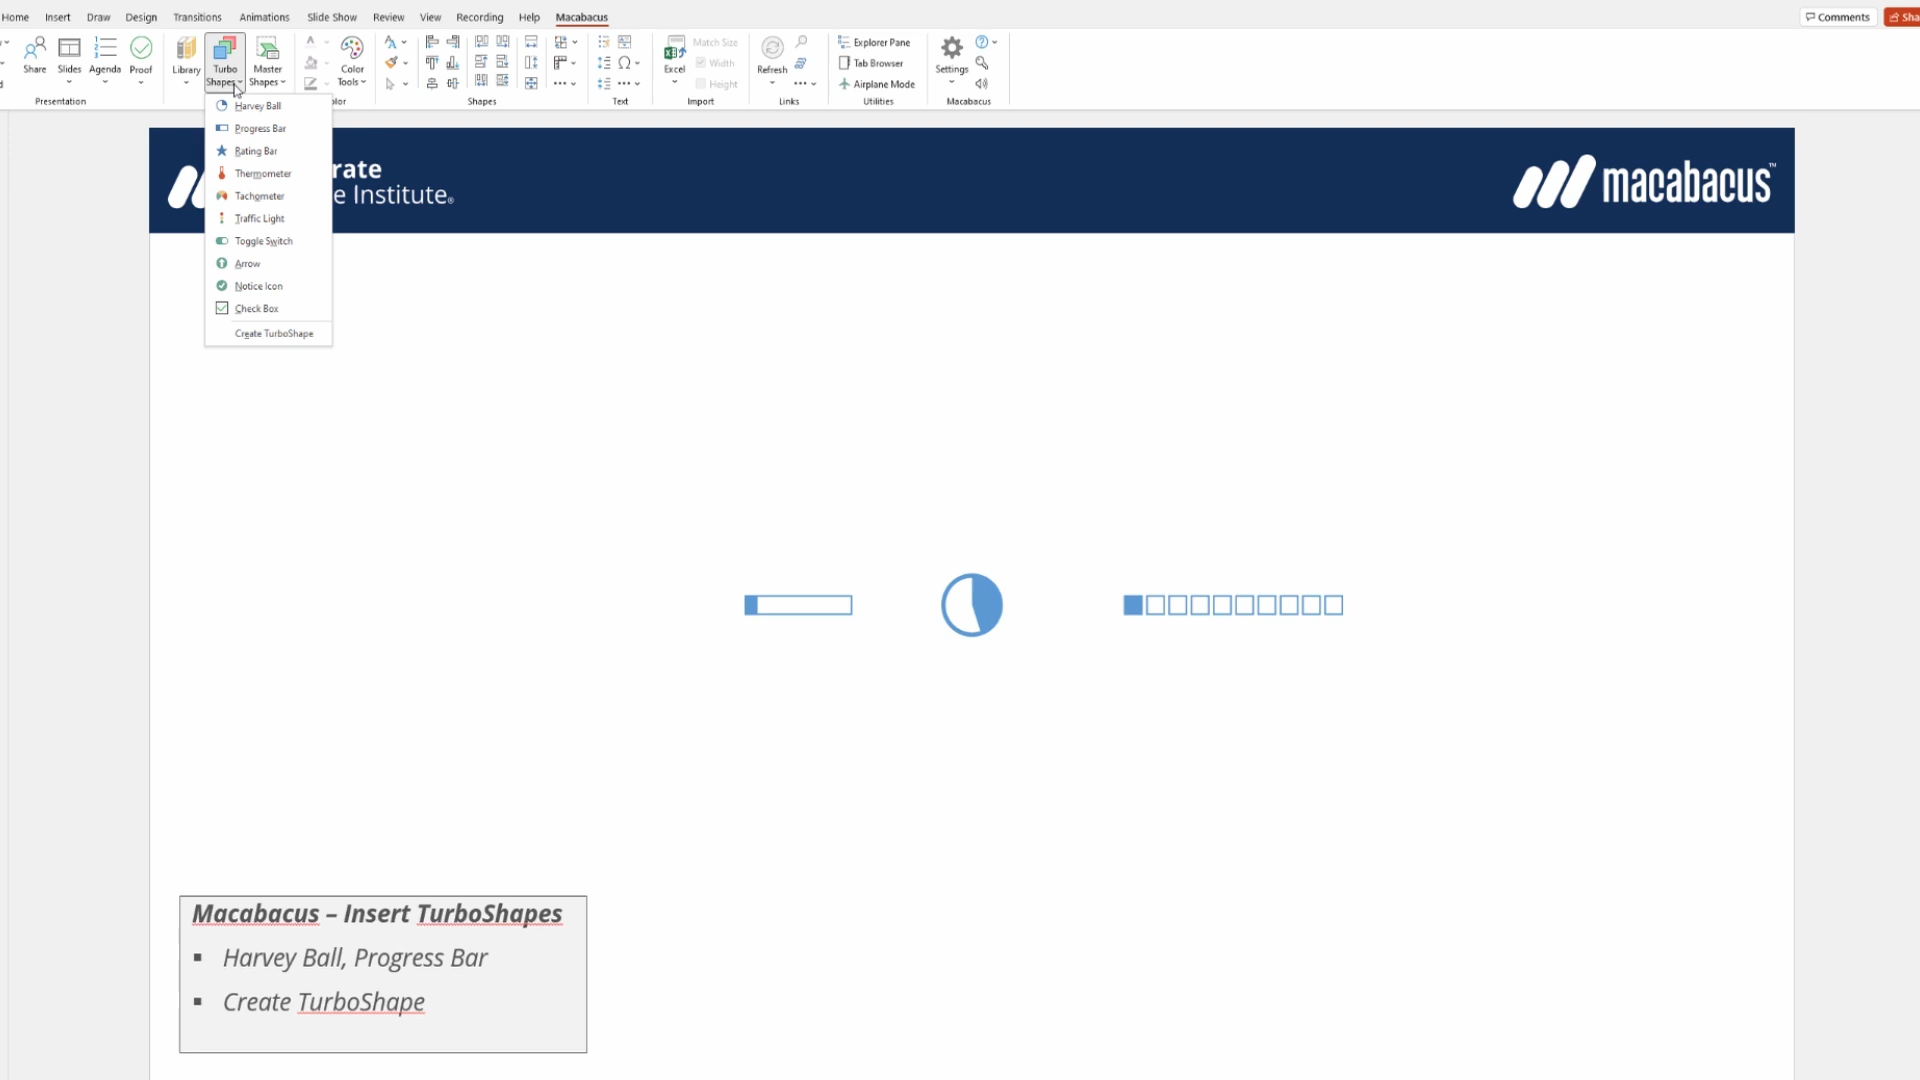 Home Insert Draw Design Transitions Animations Slide Show Review View Recording Help Macabacus
Comments
Sha
Share Slides Agenda Proof
Presentation
Library
Turbo
Shapes
Master
Shapes
Color
Tools
olor
Shapes
Text
Excel
Match Size
Width
Height
Import
Refresh
Links
Explorer Pane
Tab Browser
Airplane Mode
Utilities
Settings
Macabacus
Harvey Ball
Progress Bar
Rating Bar
Thermometer
Tachometer
Traffic Light
Toggle Switch
Arrow
Notice Icon
Check Box
Create TurboShape
rate
e Institute®
macabacus™
Macabacus – Insert TurboShapes
▪ Harvey Ball, Progress Bar
▪ Create TurboShape